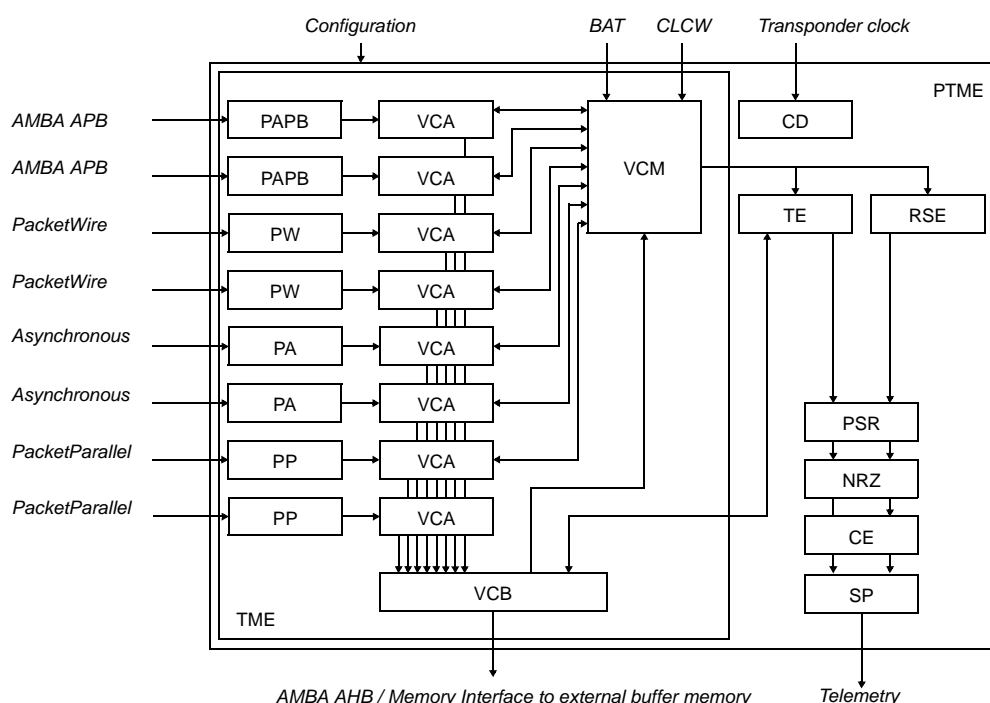 Configuration BAT CLCW Transponder clock
PTME
AMBA APB PAPB VCA VCM CD
AMBA APB PAPB VCA
PacketWire PW VCA TE RSE
PacketWire PW VCA
Asynchronous PA VCA
Asynchronous PA VCA
PSR
PacketParallel PP VCA
NRZ
PacketParallel PP VCA
CE
VCB SP
TME
AMBA AHB / Memory Interface to external buffer memory Telemetry